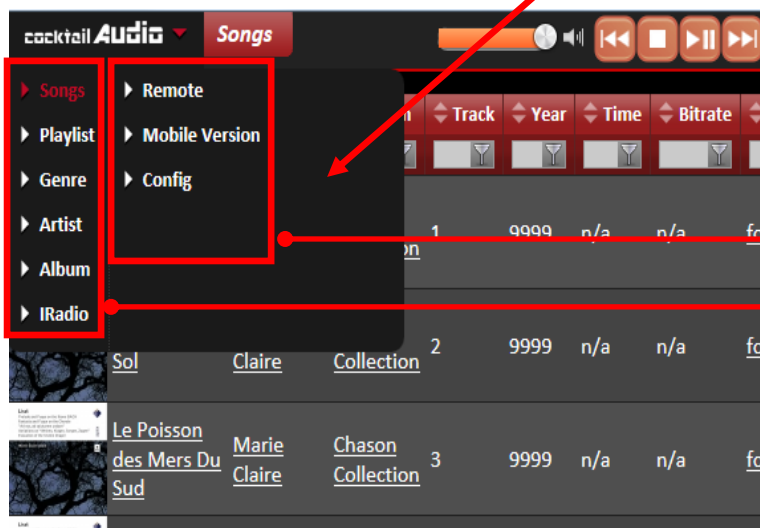 cocktail Audio Songs
Songs
Playlist
Genre
Artist
Album
IRadio
Remote
Mobile Version
Config
Track Year Time Bitrate
1 9999 n/a n/a
on
Sol Claire Collection 2 9999 n/a n/a
Le Poisson
des Mers Du
Sud
Marie
Claire
Chason
Collection
3 9999 n/a n/a